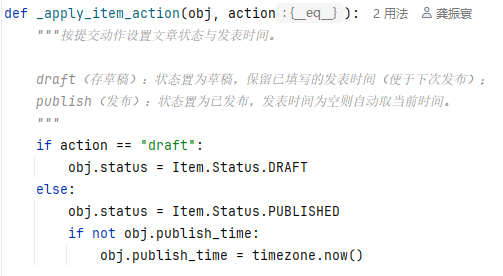 def _apply_item_action(obj, action :{__eq__} ):  2 用法  龚振寰
    """按提交动作设置文章状态与发表时间。

    draft（存草稿）：状态置为草稿，保留已填写的发表时间（便于下次发布）；
    publish（发布）：状态置为已发布，发表时间为空则自动取当前时间。
    """
    if action == "draft":
        obj.status = Item.Status.DRAFT
    else:
        obj.status = Item.Status.PUBLISHED
        if not obj.publish_time:
            obj.publish_time = timezone.now()